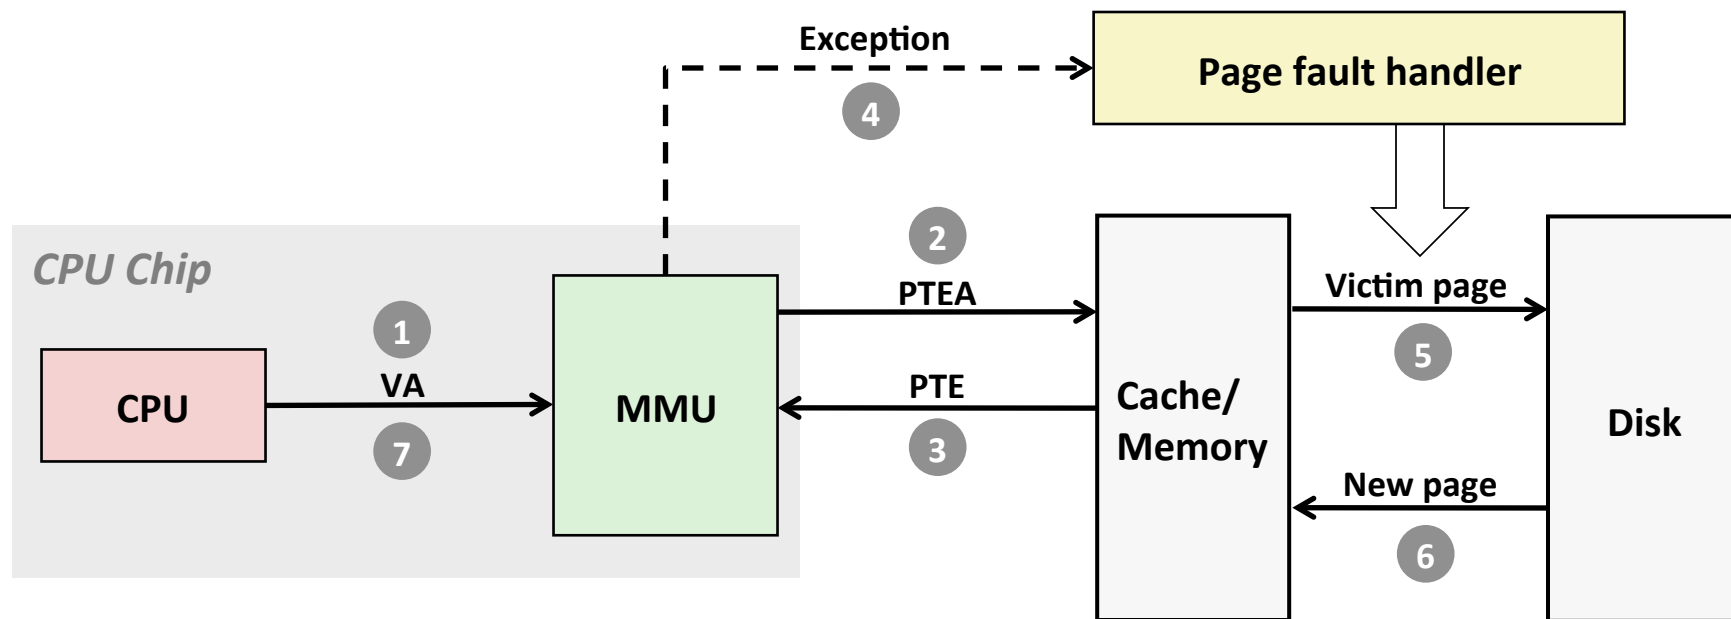 Exception
4
Page fault handler
CPU Chip
2
PTEA
Victim page
5
1
VA
7
CPU
MMU
PTE
3
Cache/
Memory
Disk
New page
6